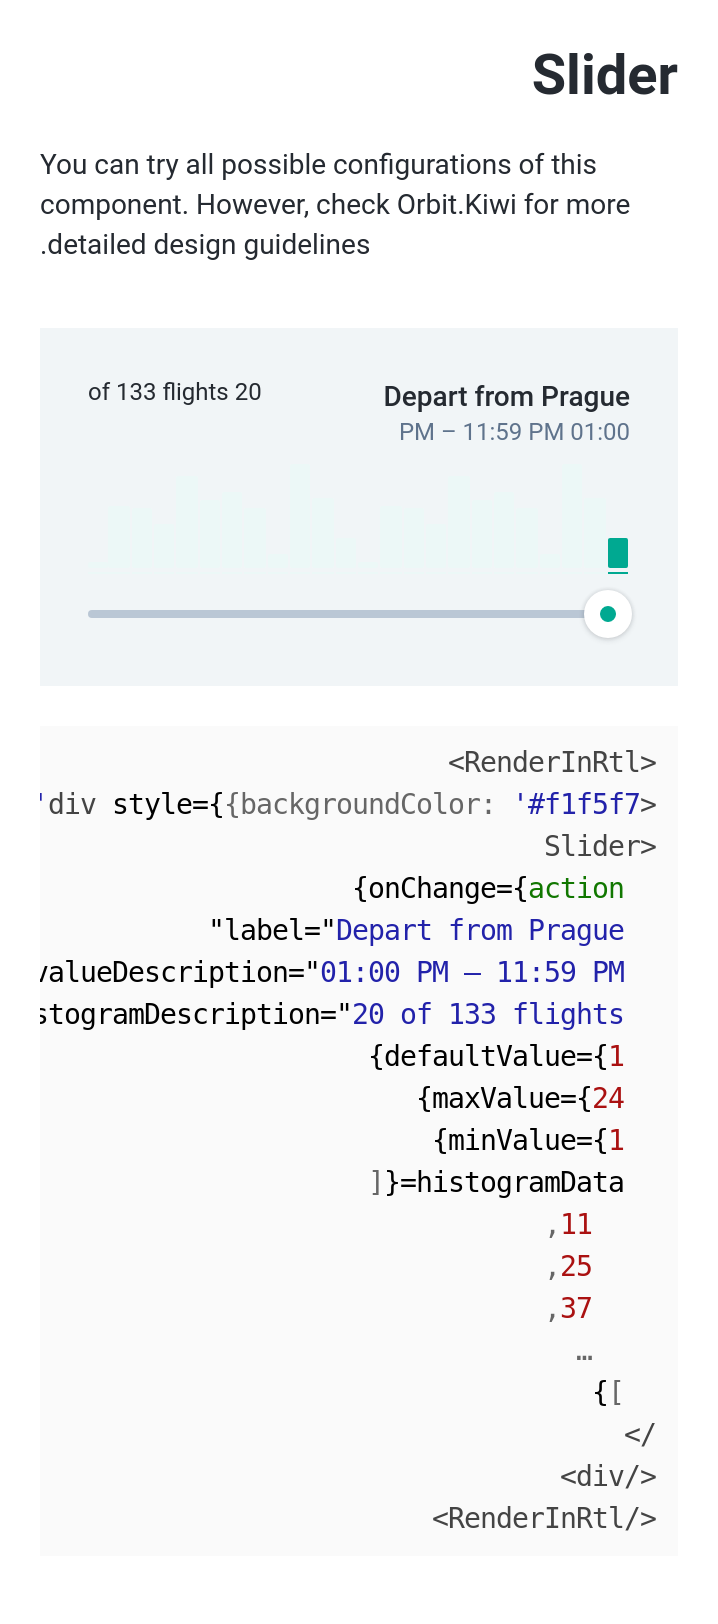 Slider
You can try all possible configurations of this
component. However, check Orbit.Kiwi for more
.detailed design guidelines
of 133 flights 20
Depart from Prague
PM – 11:59 PM 01:00
<RenderInRtl>
'div style={{backgroundColor: '#f1f5f7>
Slider>
{onChange={action
"label="Depart from Prague
valueDescription="01:00 PM – 11:59 PM
stogramDescription="20 of 133 flights
{defaultValue={1
{maxValue={24
{minValue={1
]}=histogramData
,11
,25
,37
…
{[
</
<div/>
<RenderInRtl/>